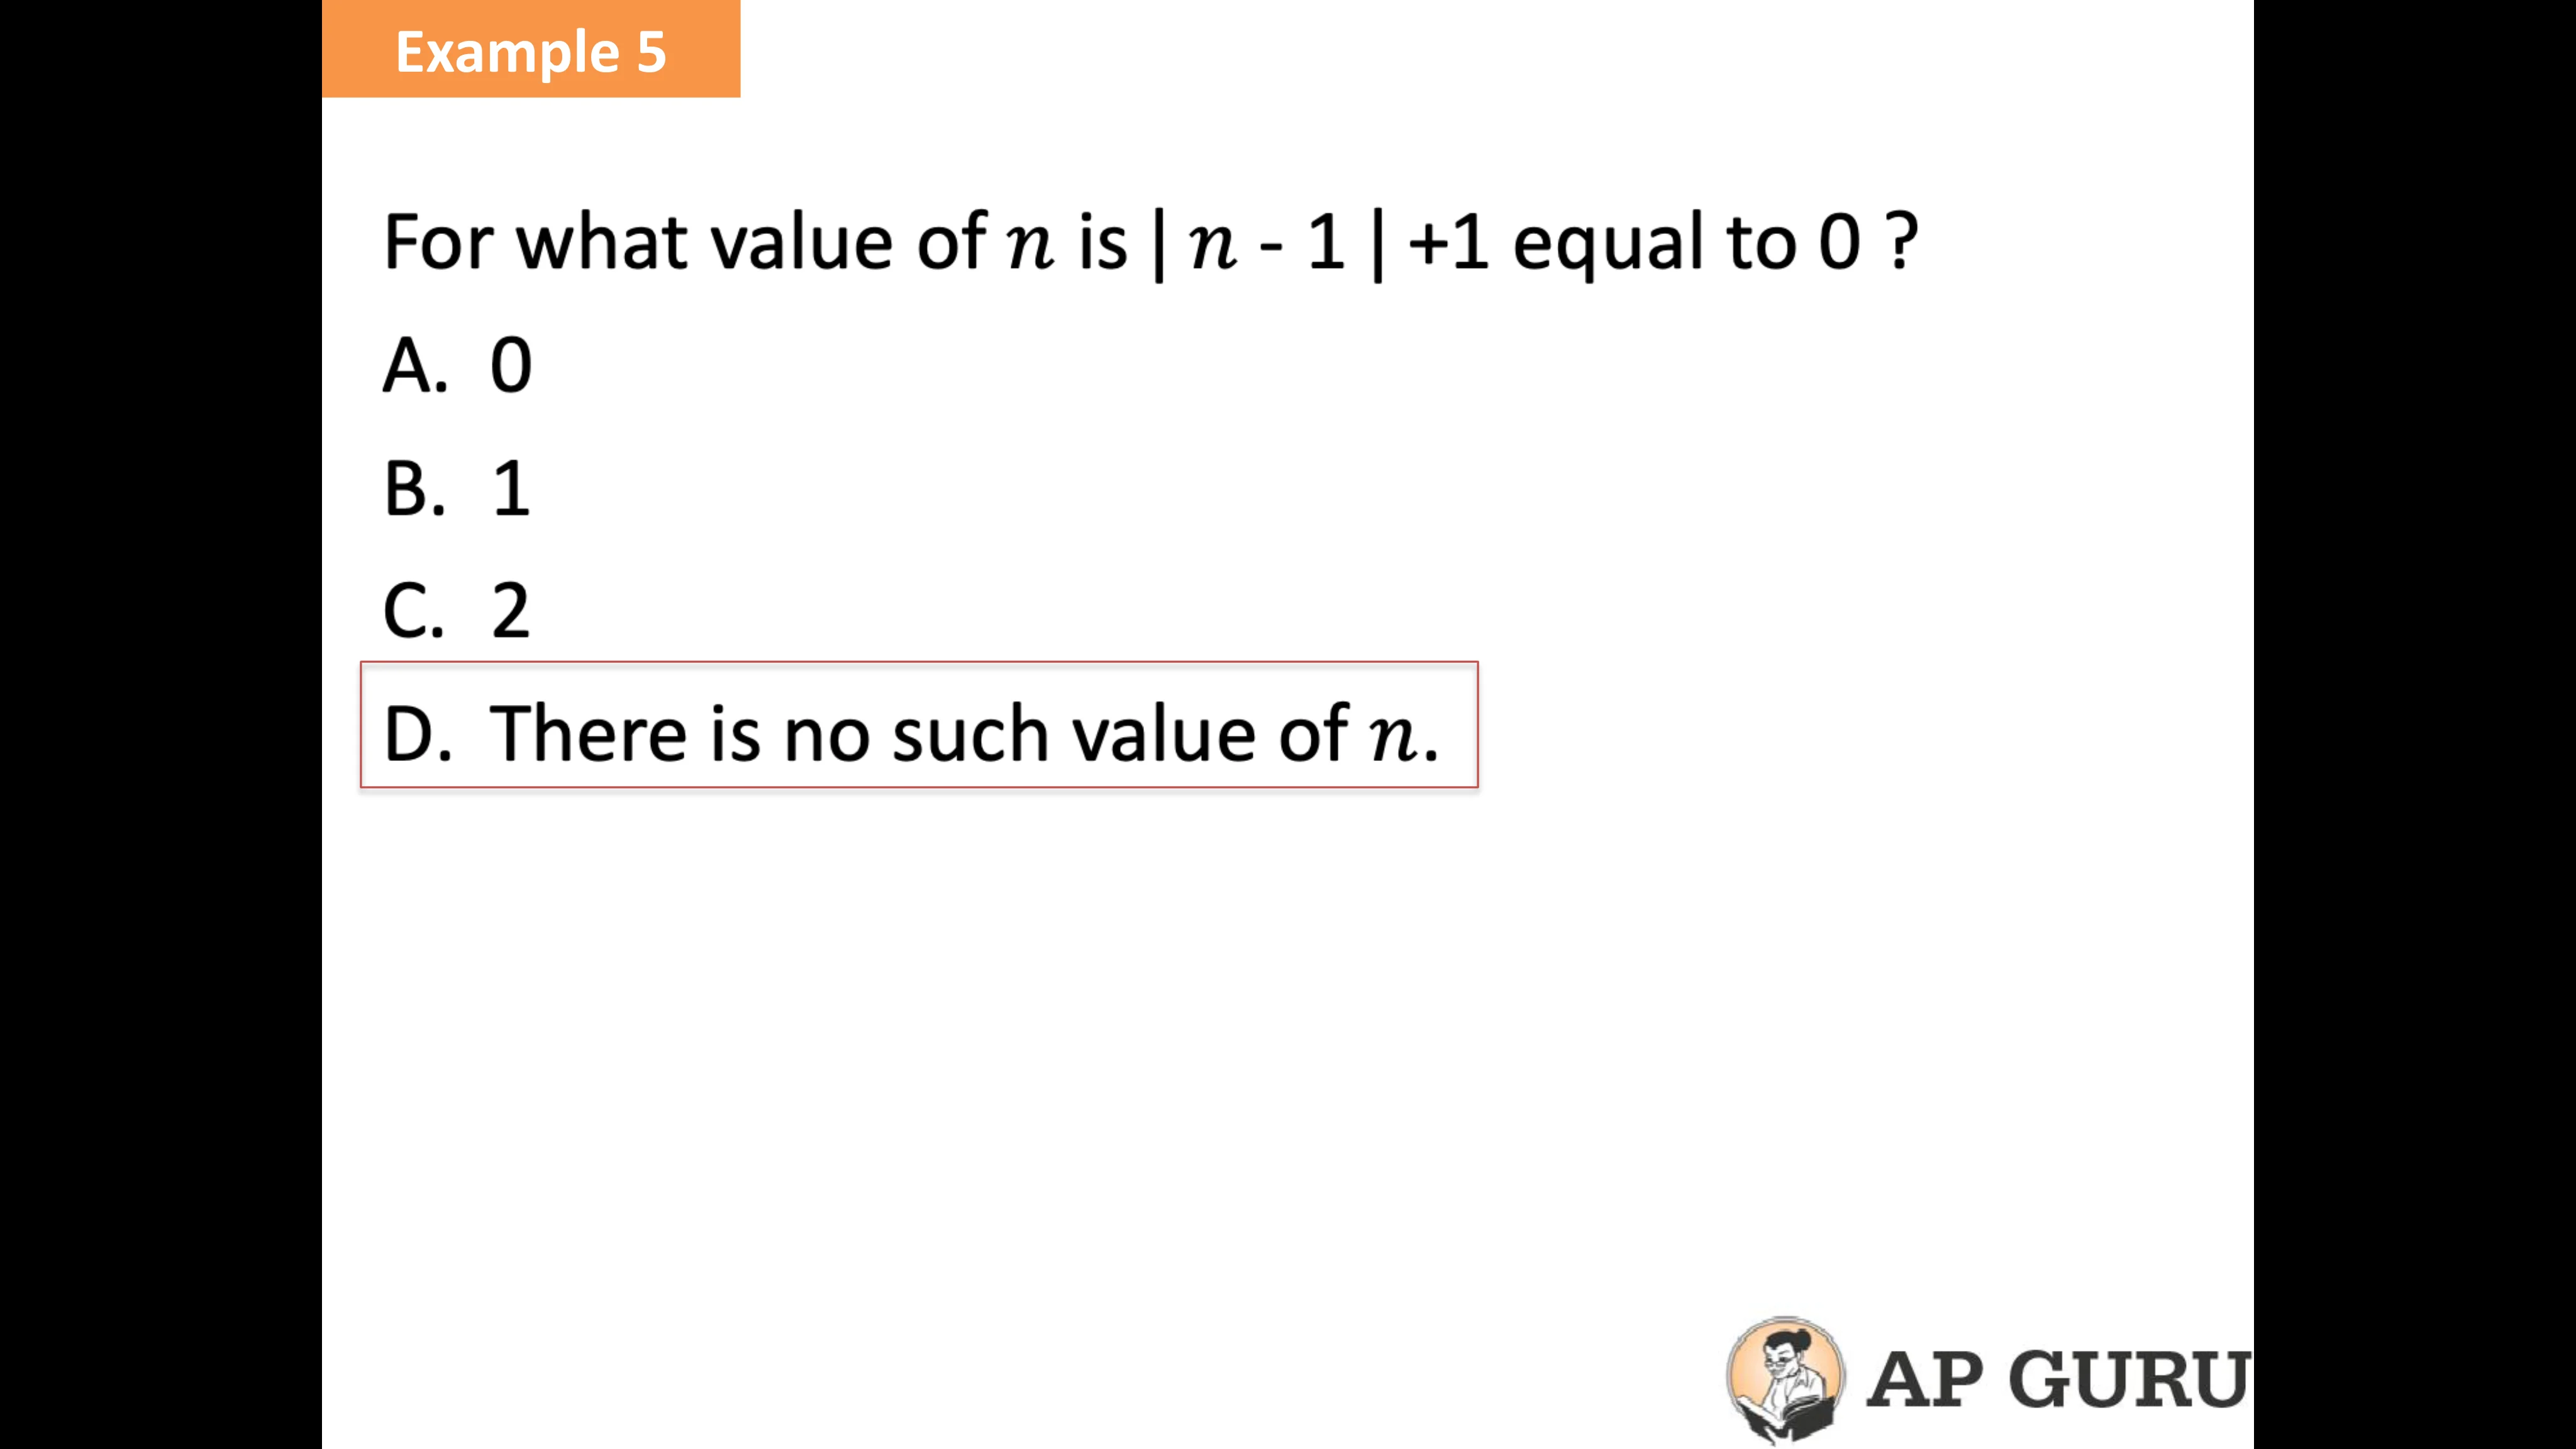 Example 5
For what value of n is | n - 1 | +1 equal to 0 ?
A. 0
B. 1
C. 2
D. There is no such value of n.
AP GURU